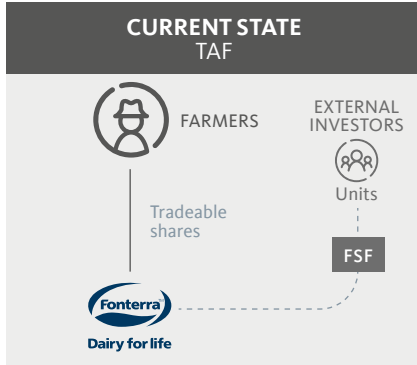 CURRENT STATE
TAF
FARMERS
EXTERNAL
INVESTORS
Units
Tradeable
shares
FSF
Fonterra
Dairy for life